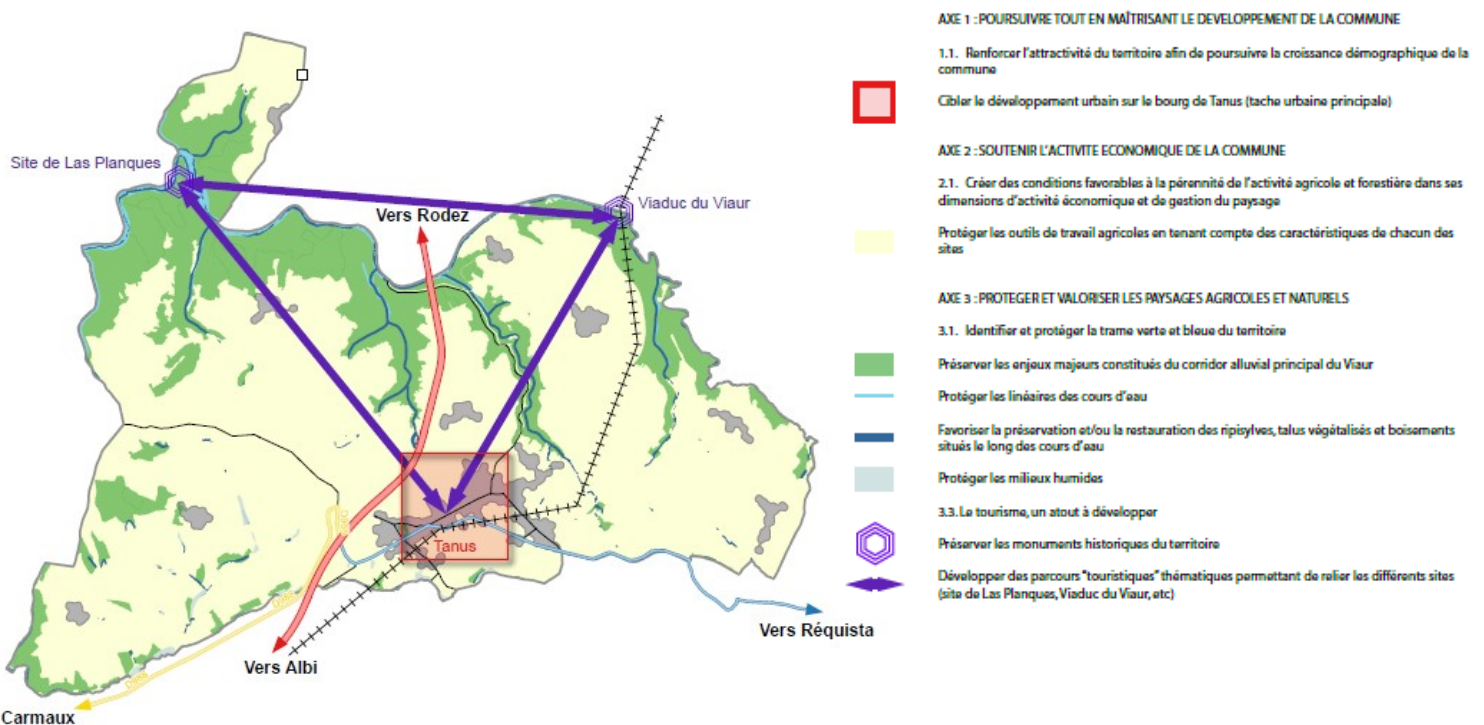 Site de Las Planques
Vers Rodez
Viaduc du Viaur
Tanus
Vers Réquista
Vers Albi
Carmaux
AXE 1 : POURSUIVRE TOUT EN MAÎTRISANT LE DEVELOPPEMENT DE LA COMMUNE
1.1. Renforcer l'attractivité du territoire afin de poursuivre la croissance démographique de la
commune
Cibler le développement urbain sur le bourg de Tanus (tache urbaine principale)
AXE 2 : SOUTENIR L'ACTIVITE ECONOMIQUE DE LA COMMUNE
2.1. Créer des conditions favorables à la pérennité de l'activité agricole et forestière dans ses
dimensions d'activité économique et de gestion du paysage
Protéger les outils de travail agricoles en tenant compte des caractéristiques de chacun des
sites
AXE 3 : PROTEGER ET VALORISER LES PAYSAGES AGRICOLES ET NATURELS
3.1. Identifier et protéger la trame verte et bleue du territoire
Préserver les enjeux majeurs constitués du corridor alluvial principal du Viaur
Protéger les linéaires des cours d'eau
Favoriser la préservation et/ou la restauration des ripisylves, talus végétalisés et boisements
situés le long des cours d'eau
Protéger les milieux humides
3.3. Le tourisme, un atout à développer
Préserver les monuments historiques du territoire
Développer des parcours "touristiques" thématiques permettant de relier les différents sites
(site de Las Planques, Viaduc du Viaur, etc)